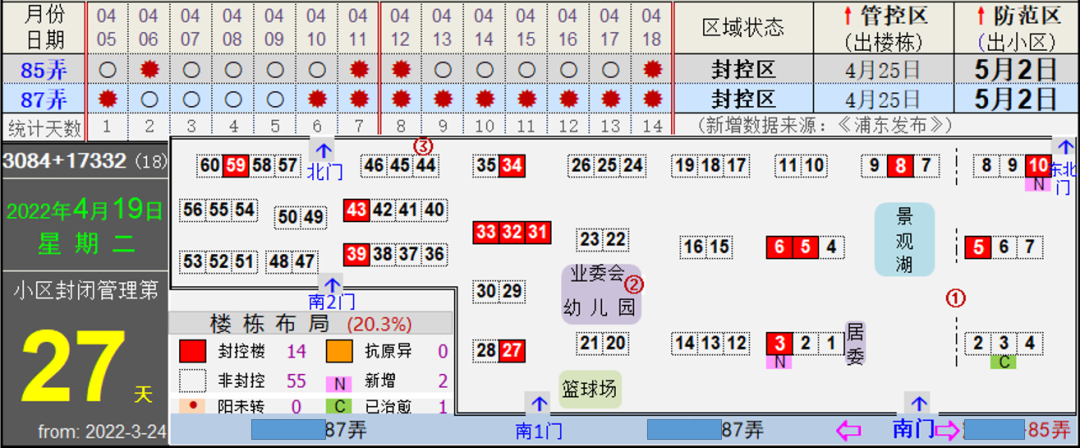 月份 04 04 04 04 04 04 04 04 04 04 04 04 04 04 区域状态 管控区 防范区
日期 05 06 07 08 09 10 11 12 13 14 15 16 17 18 (出楼栋) (出小区)
85弄 封控区 4月25日 5月2日
87弄 封控区 4月25日 5月2日
统计天数 1 2 3 4 5 6 7 8 9 10 11 12 13 14 (新增数据来源：《浦东发布》)
3084+17332 (18)
2022年4月19日
星期二
小区封闭管理第
27
天
from: 2022-3-24
60 59 58 57
北门
46 45 44
③
35 34
26 25 24
19 18 17
11 10
9 8 7
8 9 10
N
东北门
56 55 54
50 49
43 42 41 40
33 32 31
23 22
16 15
6 5 4
景观湖
5 6 7
53 52 51
48 47
39 38 37 36
南2门
30 29
业委会
②
幼儿园
①
28 27
21 20
14 13 12
3 2 1
N
居委
2 3 4
C
篮球场
楼栋布局 (20.3%)
封控楼 14 抗原异 0
非封控 55 N 新增 2
阳未转 0 C 已治愈 1
87弄 南1门 87弄 南门 85弄